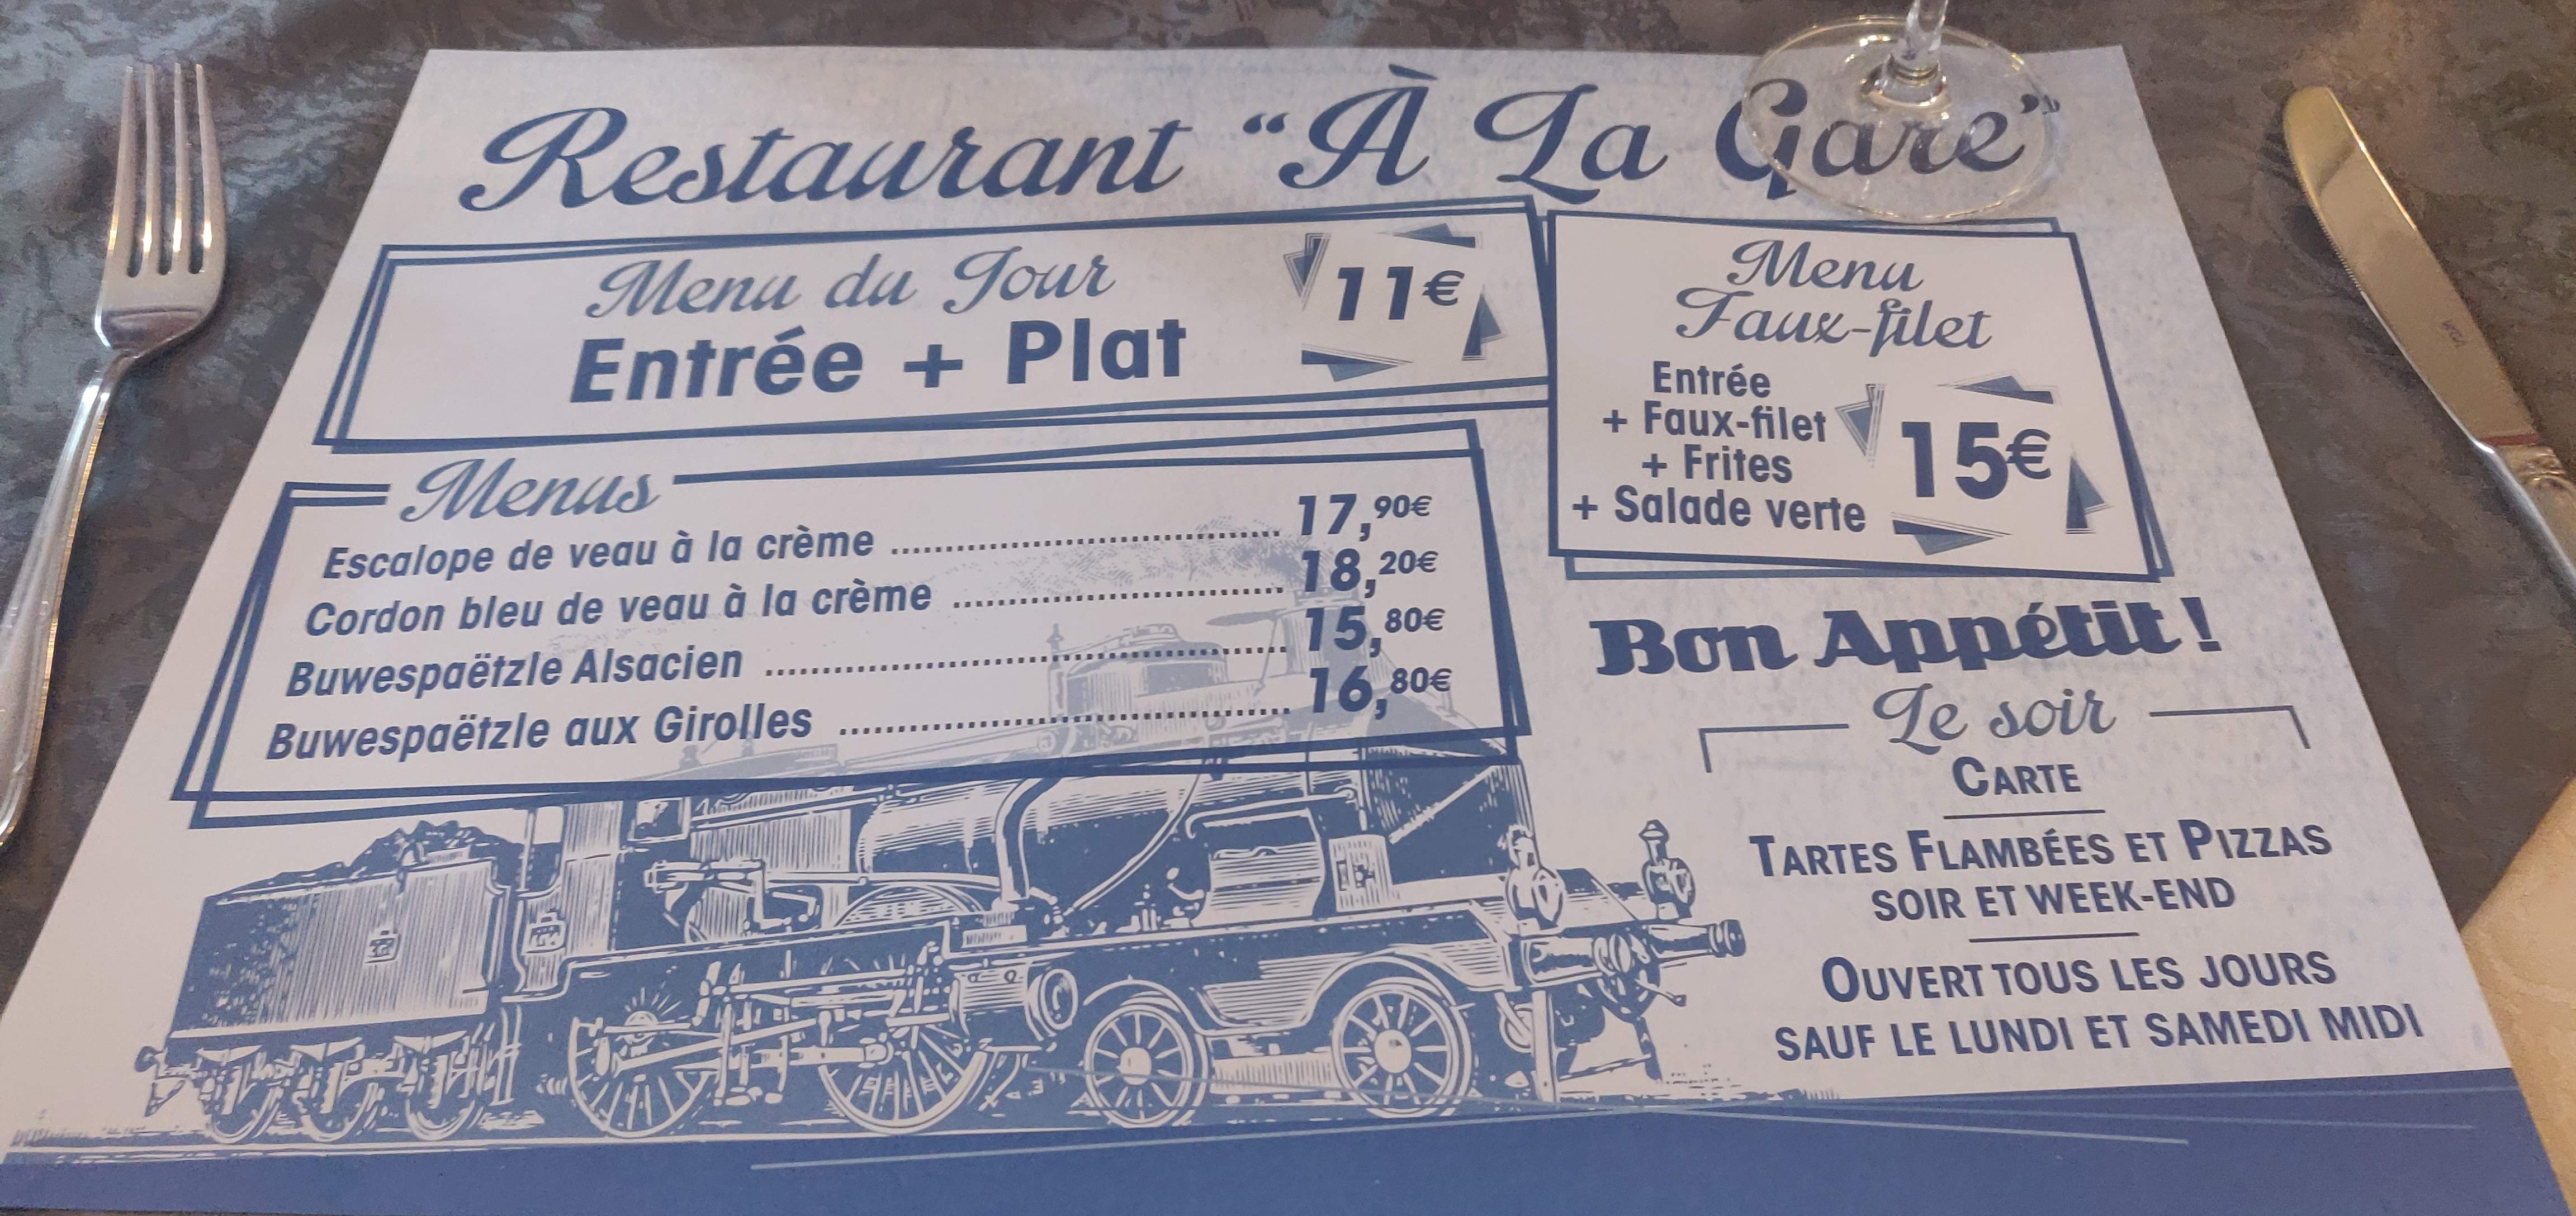 Restaurant “À La Gare”
Menu du Jour
Entrée + Plat
11€
Menu
Faux-filet
Entrée
+ Faux-filet
+ Frites
+ Salade verte
15€
Menus
Escalope de veau à la crème .......... 17,90€
Cordon bleu de veau à la crème .......... 18,20€
Buwespaëtzle Alsacien .......... 15,80€
Buwespaëtzle aux Girolles .......... 16,80€
Bon Appétit !
Le soir
CARTE
TARTES FLAMBÉES ET PIZZAS
SOIR ET WEEK-END
OUVERT TOUS LES JOURS
SAUF LE LUNDI ET SAMEDI MIDI